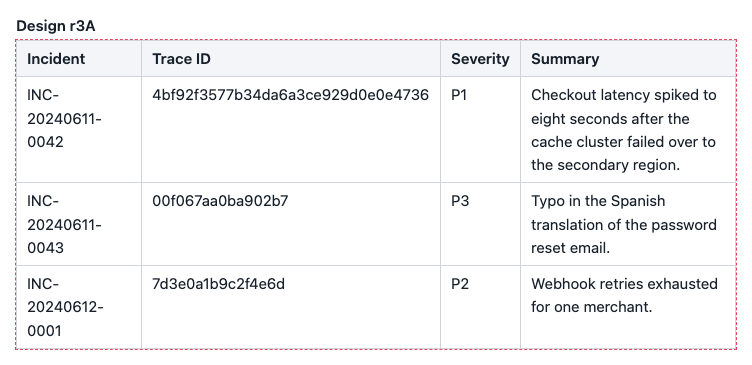 Design r3A
Incident Trace ID Severity Summary
INC- 4bf92f3577b34da6a3ce929d0e0e4736 P1 Checkout latency spiked to
20240611- eight seconds after the
0042 cache cluster failed over to
the secondary region.
INC- 00f067aa0ba902b7 P3 Typo in the Spanish
20240611- translation of the password
0043 reset email.
INC- 7d3e0a1b9c2f4e6d P2 Webhook retries exhausted
20240612- for one merchant.
0001